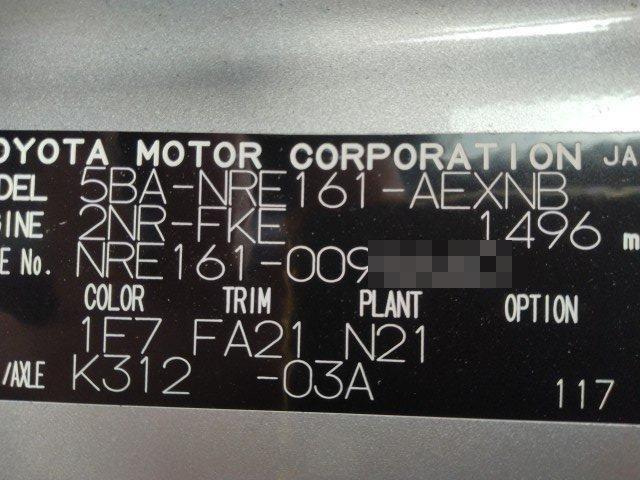 OYOTA MOTOR CORPORATION JA
DEL 5BA-NRE161-AEXNB
GINE 2NR-FKE 1496 m
E No. NRE161-009
COLOR TRIM PLANT OPTION
1F7 FA21 N21
/AXLE K312 -03A 117